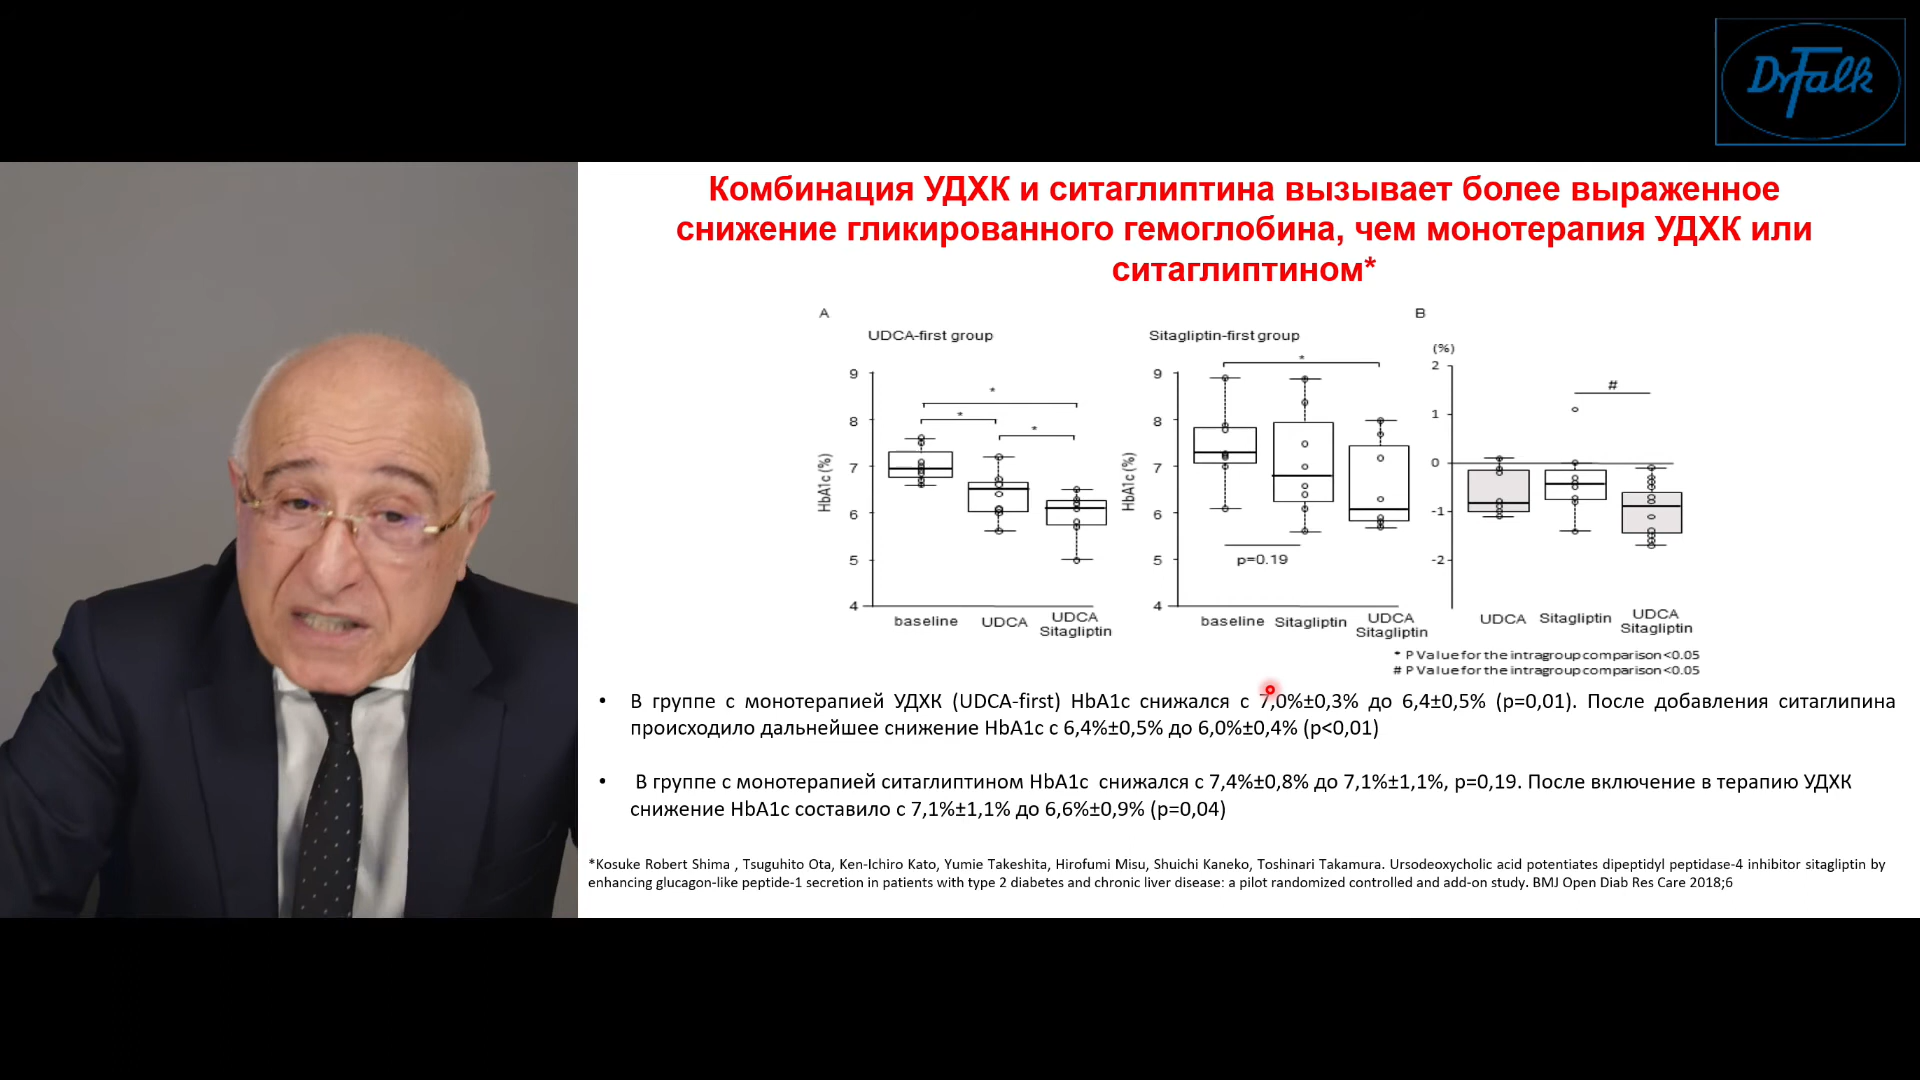 Dr Falk
Комбинация УДХК и ситаглиптина вызывает более выраженное
снижение гликированного гемоглобина, чем монотерапия УДХК или
ситаглиптином*
A
UDCA-first group
9
8
7
6
5
4
HbA1c (%)
*
*
*
baseline
UDCA
UDCA
Sitagliptin
Sitagliptin-first group
9
8
7
6
5
4
HbA1c (%)
*
p=0.19
baseline
Sitagliptin
UDCA
Sitagliptin
B
(%)
2
1
0
-1
-2
#
UDCA
Sitagliptin
UDCA
Sitagliptin
* P Value for the intragroup comparison<0.05
# P Value for the intragroup comparison<0.05
• В группе с монотерапией УДХК (UDCA-first) HbA1c снижался с 7,0%±0,3% до 6,4±0,5% (p=0,01). После добавления ситаглипина
происходило дальнейшее снижение HbA1c с 6,4%±0,5% до 6,0%±0,4% (p<0,01)
• В группе с монотерапией ситаглиптином HbA1c снижался с 7,4%±0,8% до 7,1%±1,1%, p=0,19. После включение в терапию УДХК
снижение HbA1c составило с 7,1%±1,1% до 6,6%±0,9% (p=0,04)
*Kosuke Robert Shima , Tsuguhito Ota, Ken-Ichiro Kato, Yumie Takeshita, Hirofumi Misu, Shuichi Kaneko, Toshinari Takamura. Ursodeoxycholic acid potentiates dipeptidyl peptidase-4 inhibitor sitagliptin by
enhancing glucagon-like peptide-1 secretion in patients with type 2 diabetes and chronic liver disease: a pilot randomized controlled and add-on study. BMJ Open Diab Res Care 2018;6